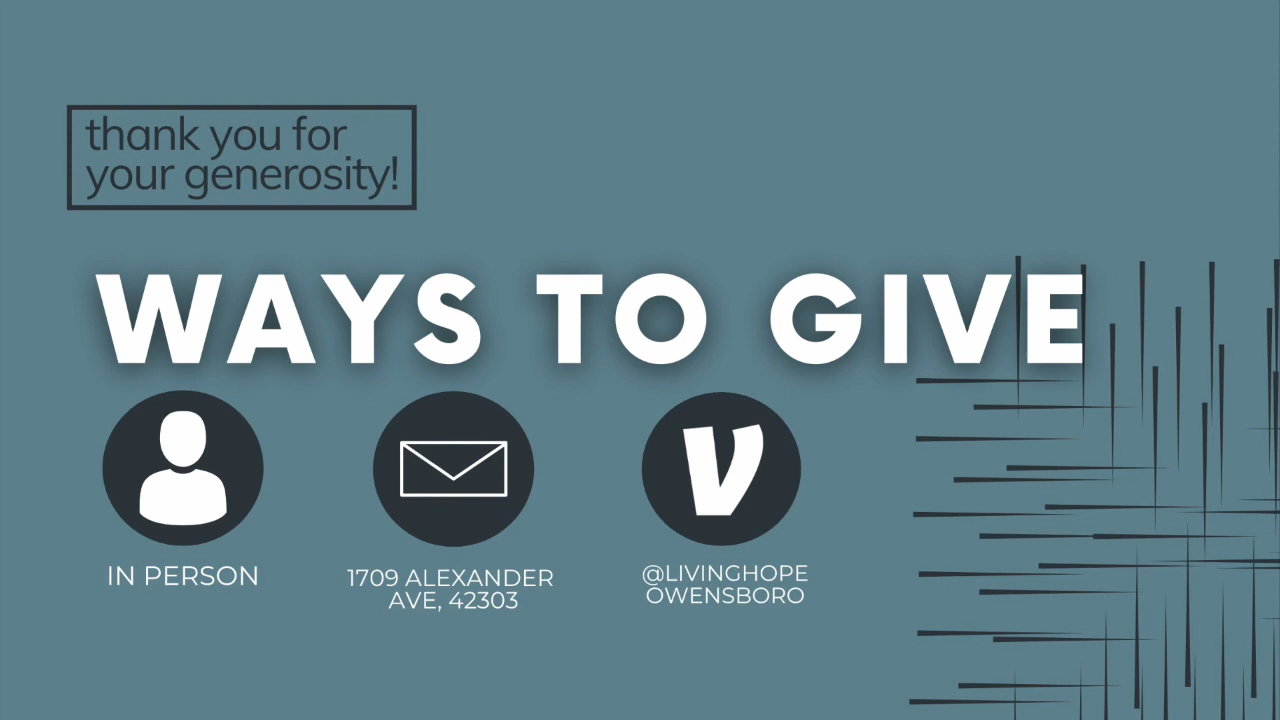 thank you for
your generosity!
WAYS TO GIVE
IN PERSON
1709 ALEXANDER
AVE, 42303
V
@LIVINGHOPE
OWENSBORO